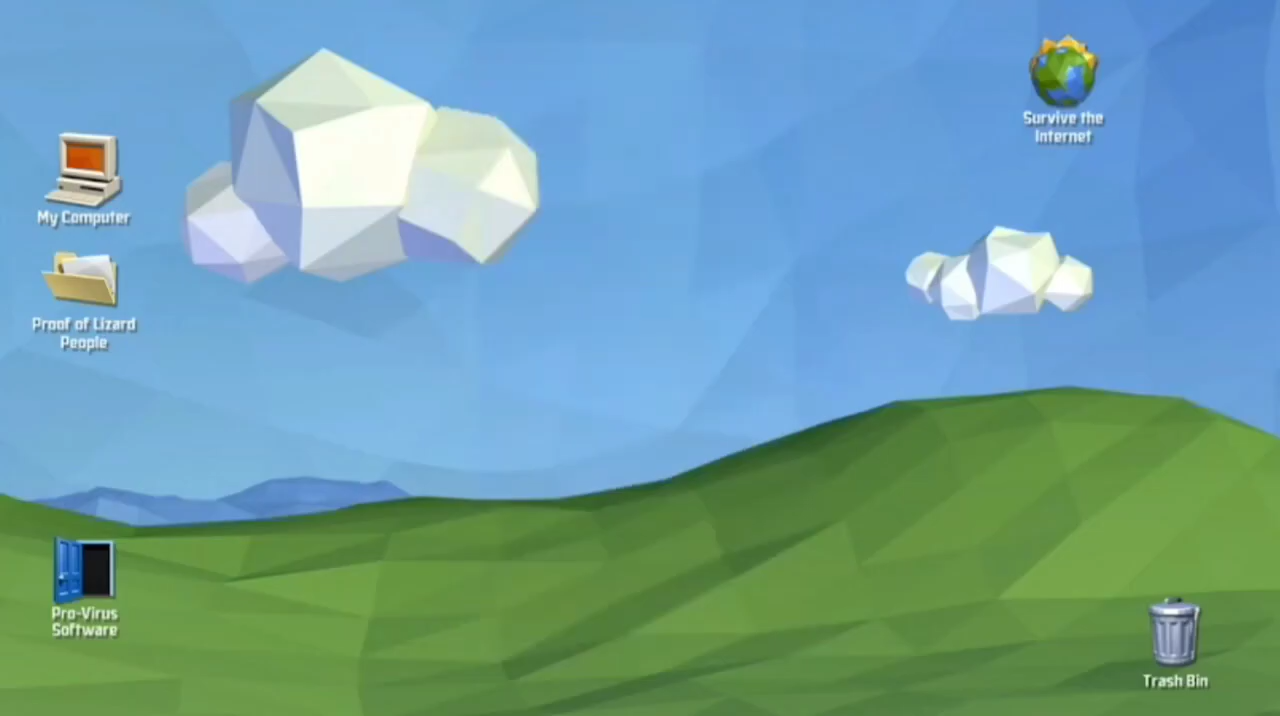 Survive the
Internet
My Computer
Proof of Lizard
People
Pro-Virus
Software
Trash Bin